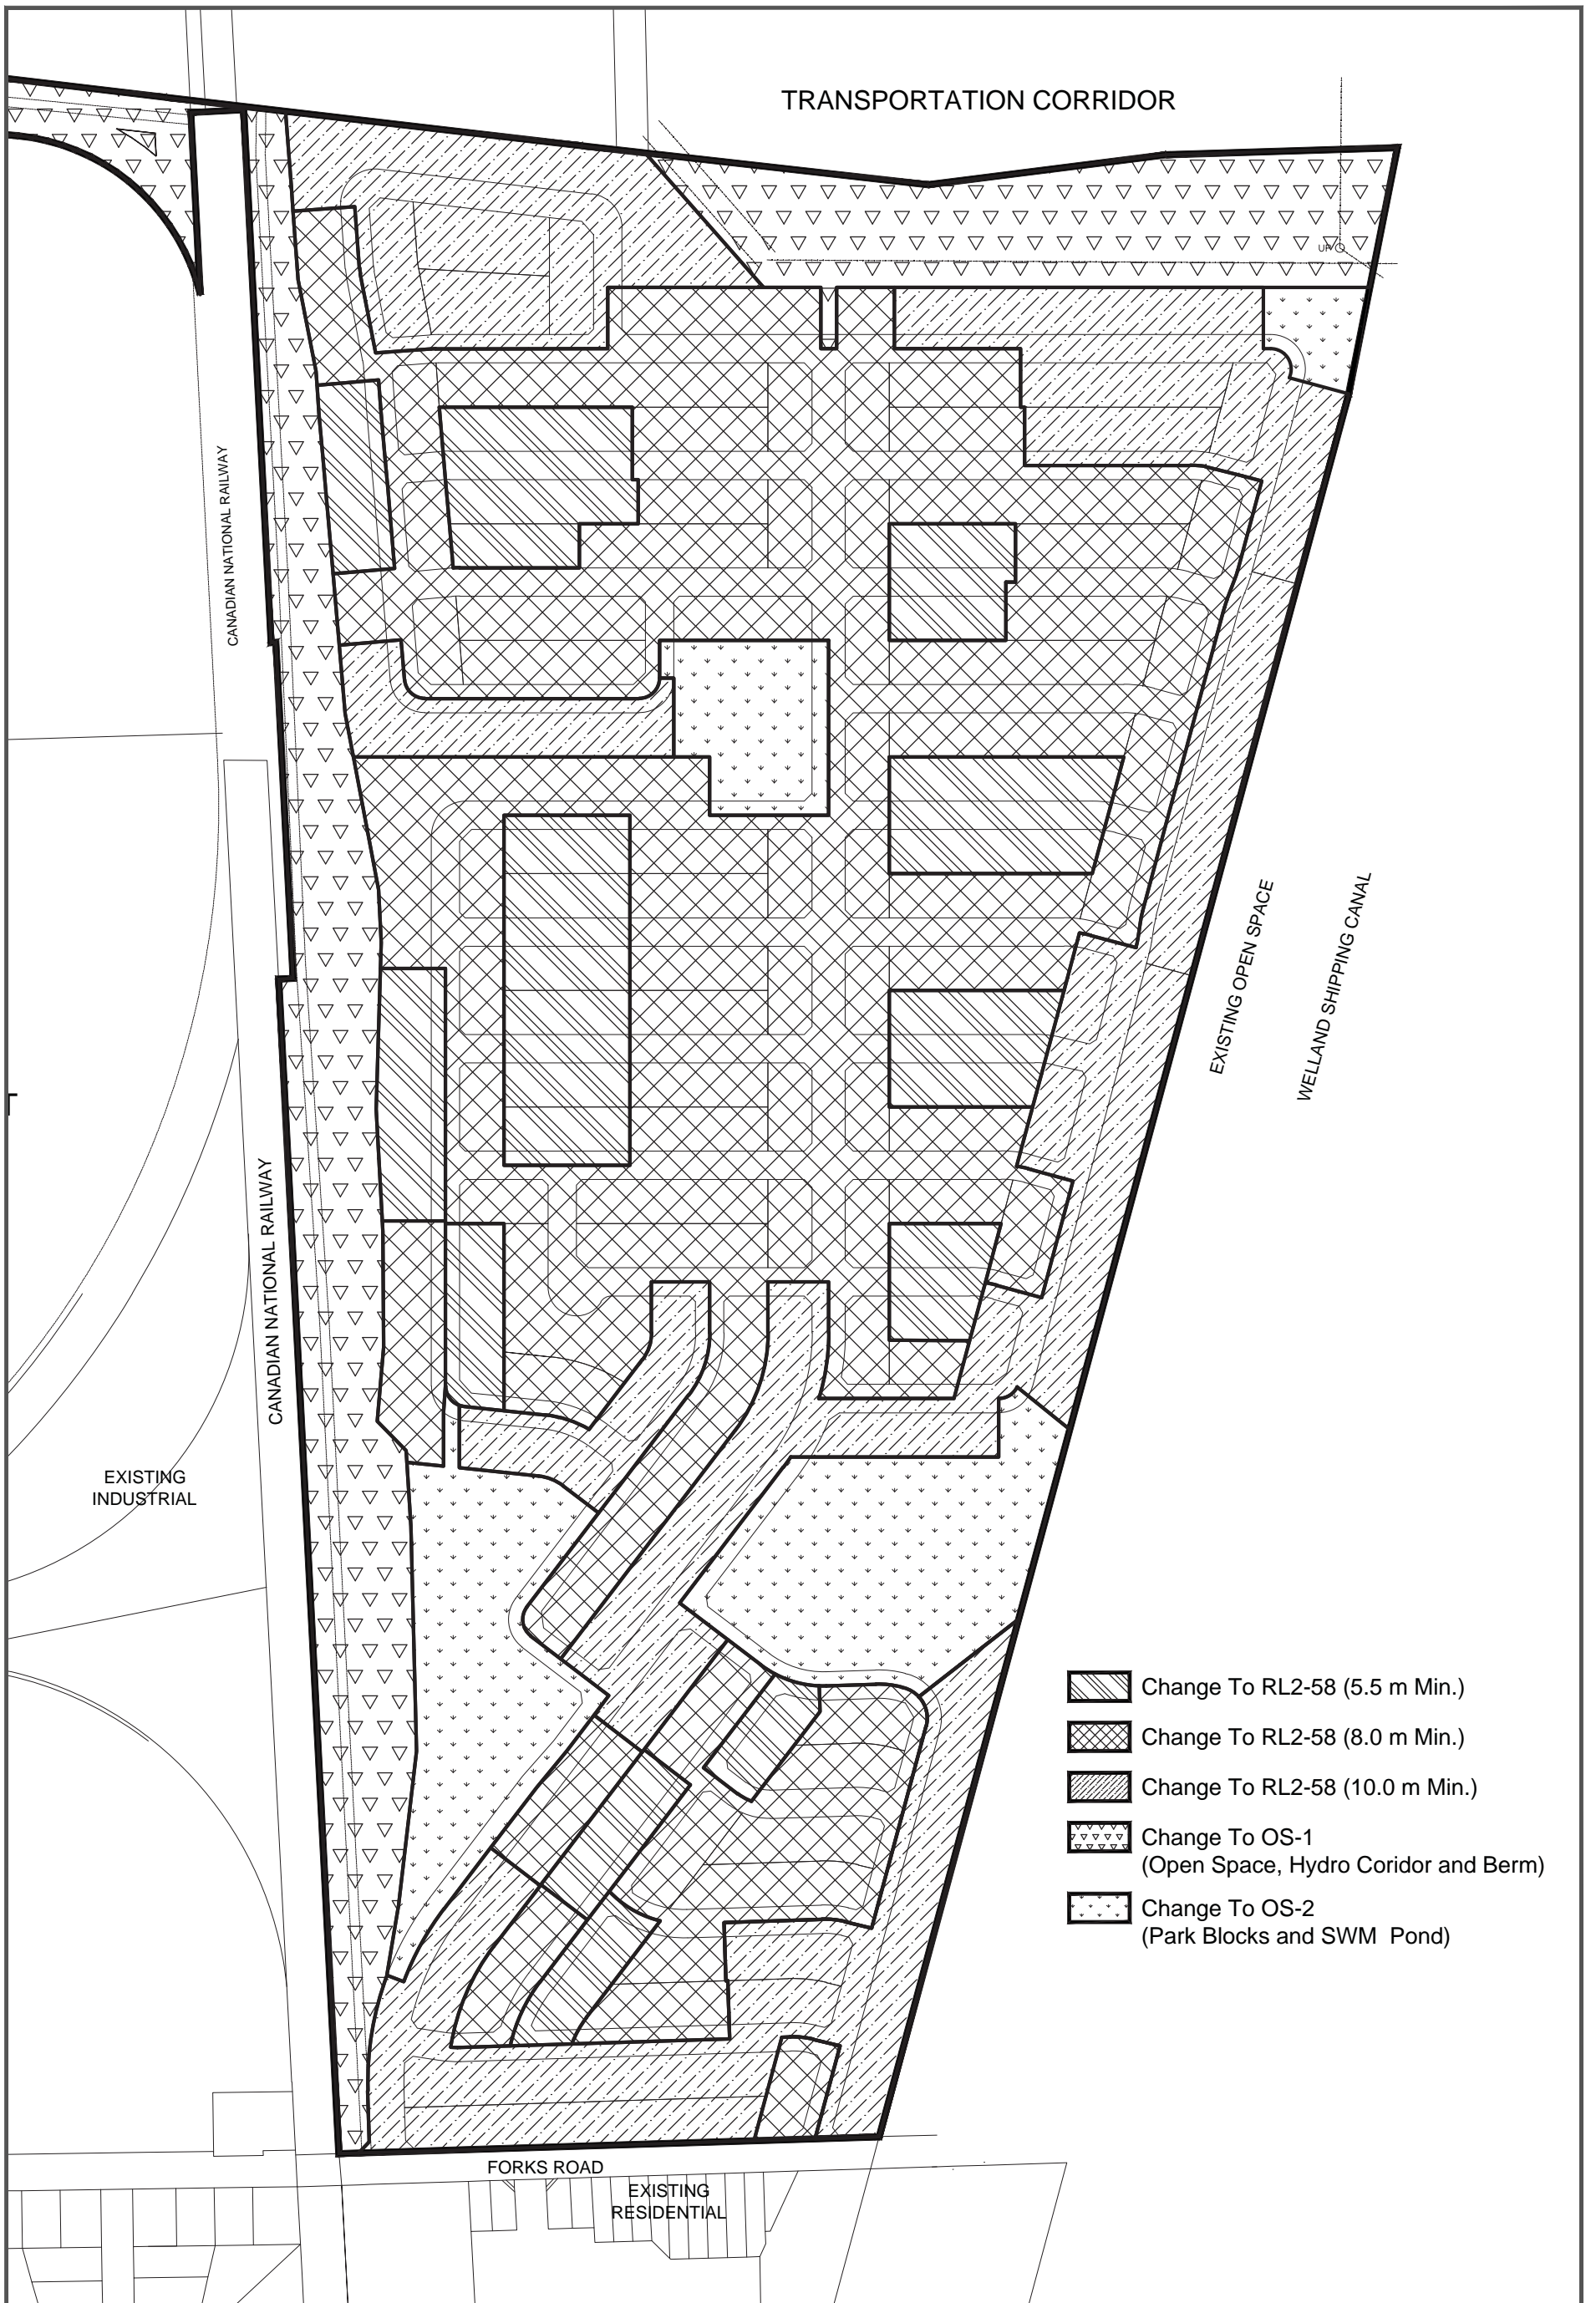 TRANSPORTATION CORRIDOR
UP
CANADIAN NATIONAL RAILWAY
EXISTING OPEN SPACE
WELLAND SHIPPING CANAL
T
CANADIAN NATIONAL RAILWAY
EXISTING
INDUSTRIAL
Change To RL2-58 (5.5 m Min.)
Change To RL2-58 (8.0 m Min.)
Change To RL2-58 (10.0 m Min.)
Change To OS-1
(Open Space, Hydro Coridor and Berm)
Change To OS-2
(Park Blocks and SWM Pond)
FORKS ROAD
EXISTING
RESIDENTIAL